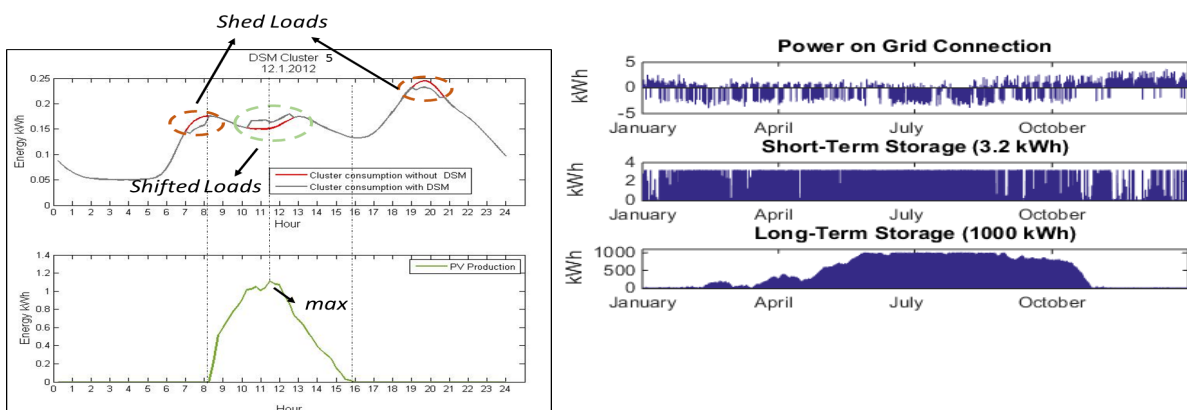 Shed Loads
DSM Cluster 5
12.1.2012
0.25
0.2
0.15
0.1
0.05
0
Energy kWh
Cluster consumption without DSM
Cluster consumption with DSM
Shifted Loads
0 1 2 3 4 5 6 7 8 9 10 11 12 13 14 15 16 17 18 19 20 21 22 23 24
Hour
1.4
1.2
1
0.8
0.6
0.4
0.2
0
Energy kWh
PV Production
max
0 1 2 3 4 5 6 7 8 9 10 11 12 13 14 15 16 17 18 19 20 21 22 23 24
Hour
Power on Grid Connection
5
0
-5
kWh
January April July October
Short-Term Storage (3.2 kWh)
4
2
0
kWh
January April July October
Long-Term Storage (1000 kWh)
1000
500
0
kWh
January April July October